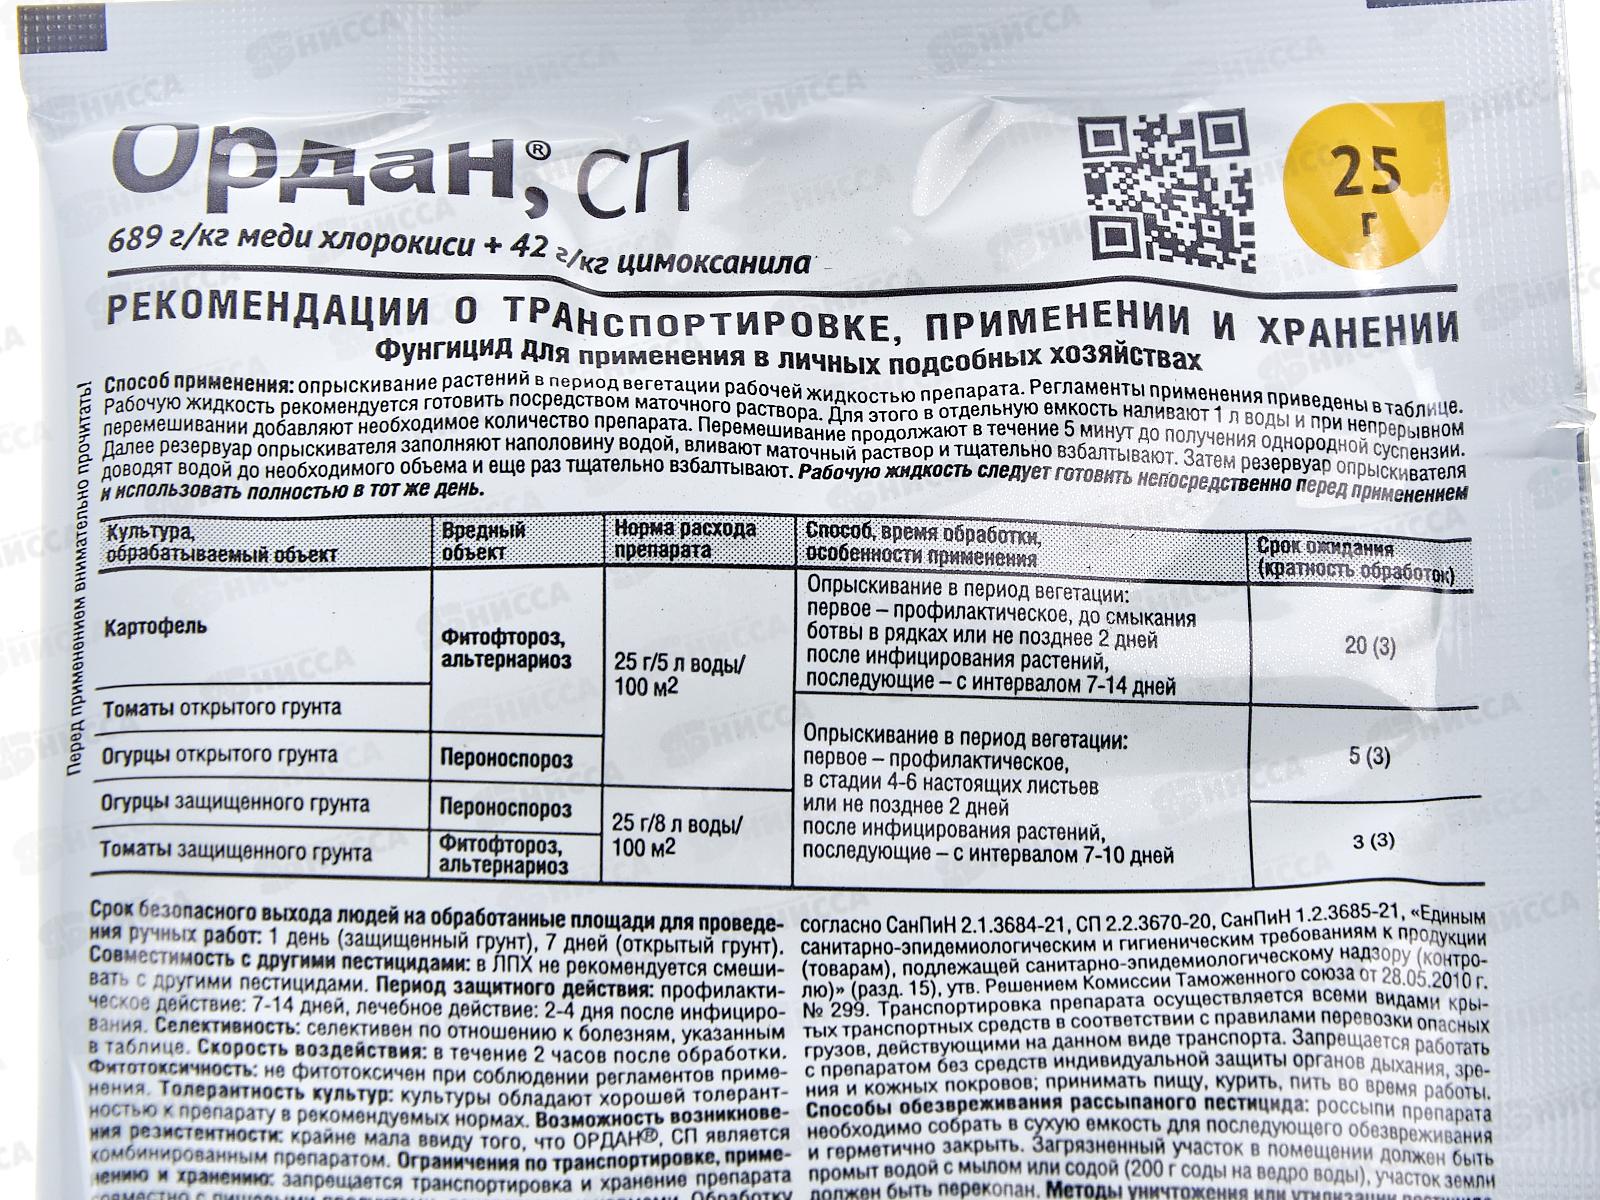 Ордан®, СП
689 г/кг меди хлорокиси + 42 г/кг цимоксанила
25
г
РЕКОМЕНДАЦИИ О ТРАНСПОРТИРОВКЕ, ПРИМЕНЕНИИ И ХРАНЕНИИ
Фунгицид для применения в личных подсобных хозяйствах
Перед применением внимательно прочитать!
Способ применения: опрыскивание растений в период вегетации рабочей жидкостью препарата. Регламенты применения приведены в таблице.
Рабочую жидкость рекомендуется готовить посредством маточного раствора. Для этого в отдельную емкость наливают 1 л воды и при непрерывном
перемешивании добавляют необходимое количество препарата. Перемешивание продолжают в течение 5 минут до получения однородной суспензии.
Далее резервуар опрыскивателя заполняют наполовину водой, вливают маточный раствор и тщательно взбалтывают. Затем резервуар опрыскивателя
доводят водой до необходимого объема и еще раз тщательно взбалтывают. Рабочую жидкость следует готовить непосредственно перед применением
и использовать полностью в тот же день.
Культура,
обрабатываемый объект
Вредный
объект
Норма расхода
препарата
Способ, время обработки,
особенности применения
Срок ожидания
(кратность обработок)
Картофель
Фитофтороз,
альтернариоз
25 г/5 л воды/
100 м2
Опрыскивание в период вегетации:
первое – профилактическое, до смыкания
ботвы в рядках или не позднее 2 дней
после инфицирования растений,
последующие – с интервалом 7-14 дней
20 (3)
Томаты открытого грунта
Огурцы открытого грунта
Пероноспороз
Опрыскивание в период вегетации:
первое – профилактическое,
в стадии 4-6 настоящих листьев
или не позднее 2 дней
после инфицирования растений,
последующие – с интервалом 7-10 дней
5 (3)
Огурцы защищенного грунта
Пероноспороз
25 г/8 л воды/
100 м2
3 (3)
Томаты защищенного грунта
Фитофтороз,
альтернариоз
Срок безопасного выхода людей на обработанные площади для проведе-
ния ручных работ: 1 день (защищенный грунт), 7 дней (открытый грунт).
Совместимость с другими пестицидами: в ЛПХ не рекомендуется смеши-
вать с другими пестицидами. Период защитного действия: профилакти-
ческое действие: 7-14 дней, лечебное действие: 2-4 дня после инфициро-
вания. Селективность: селективен по отношению к болезням, указанным
в таблице. Скорость воздействия: в течение 2 часов после обработки.
Фитотоксичность: не фитотоксичен при соблюдении регламентов приме-
нения. Толерантность культур: культуры обладают хорошей толерант-
ностью к препарату в рекомендуемых нормах. Возможность возникнове-
ния резистентности: крайне мала ввиду того, что ОРДАН®, СП является
комбинированным препаратом. Ограничения по транспортировке, приме-
нению и хранению: запрещается транспортировка и хранение препарата
совместно с пищевыми
согласно СанПиН 2.1.3684-21, СП 2.2.3670-20, СанПиН 1.2.3685-21, «Единым
санитарно-эпидемиологическим и гигиеническим требованиям к продукции
(товарам), подлежащей санитарно-эпидемиологическому надзору (контро-
лю)» (разд. 15), утв. Решением Комиссии Таможенного союза от 28.05.2010 г.
№ 299. Транспортировка препарата осуществляется всеми видами кры-
тых транспортных средств в соответствии с правилами перевозки опасных
грузов, действующими на данном виде транспорта. Запрещается работать
с препаратом без средств индивидуальной защиты органов дыхания, зре-
ния и кожных покровов; принимать пищу, курить, пить во время работы.
Способы обезвреживания рассыпаного пестицида: россыпи препарата
необходимо собрать в сухую емкость для последующего обезвреживания
и герметично закрыть. Загрязненный участок в помещении должен быть
промыт водой с мылом или содой (200 г соды на ведро воды), участок земли
должен быть перекопан. Методы уничтожения или утилизации